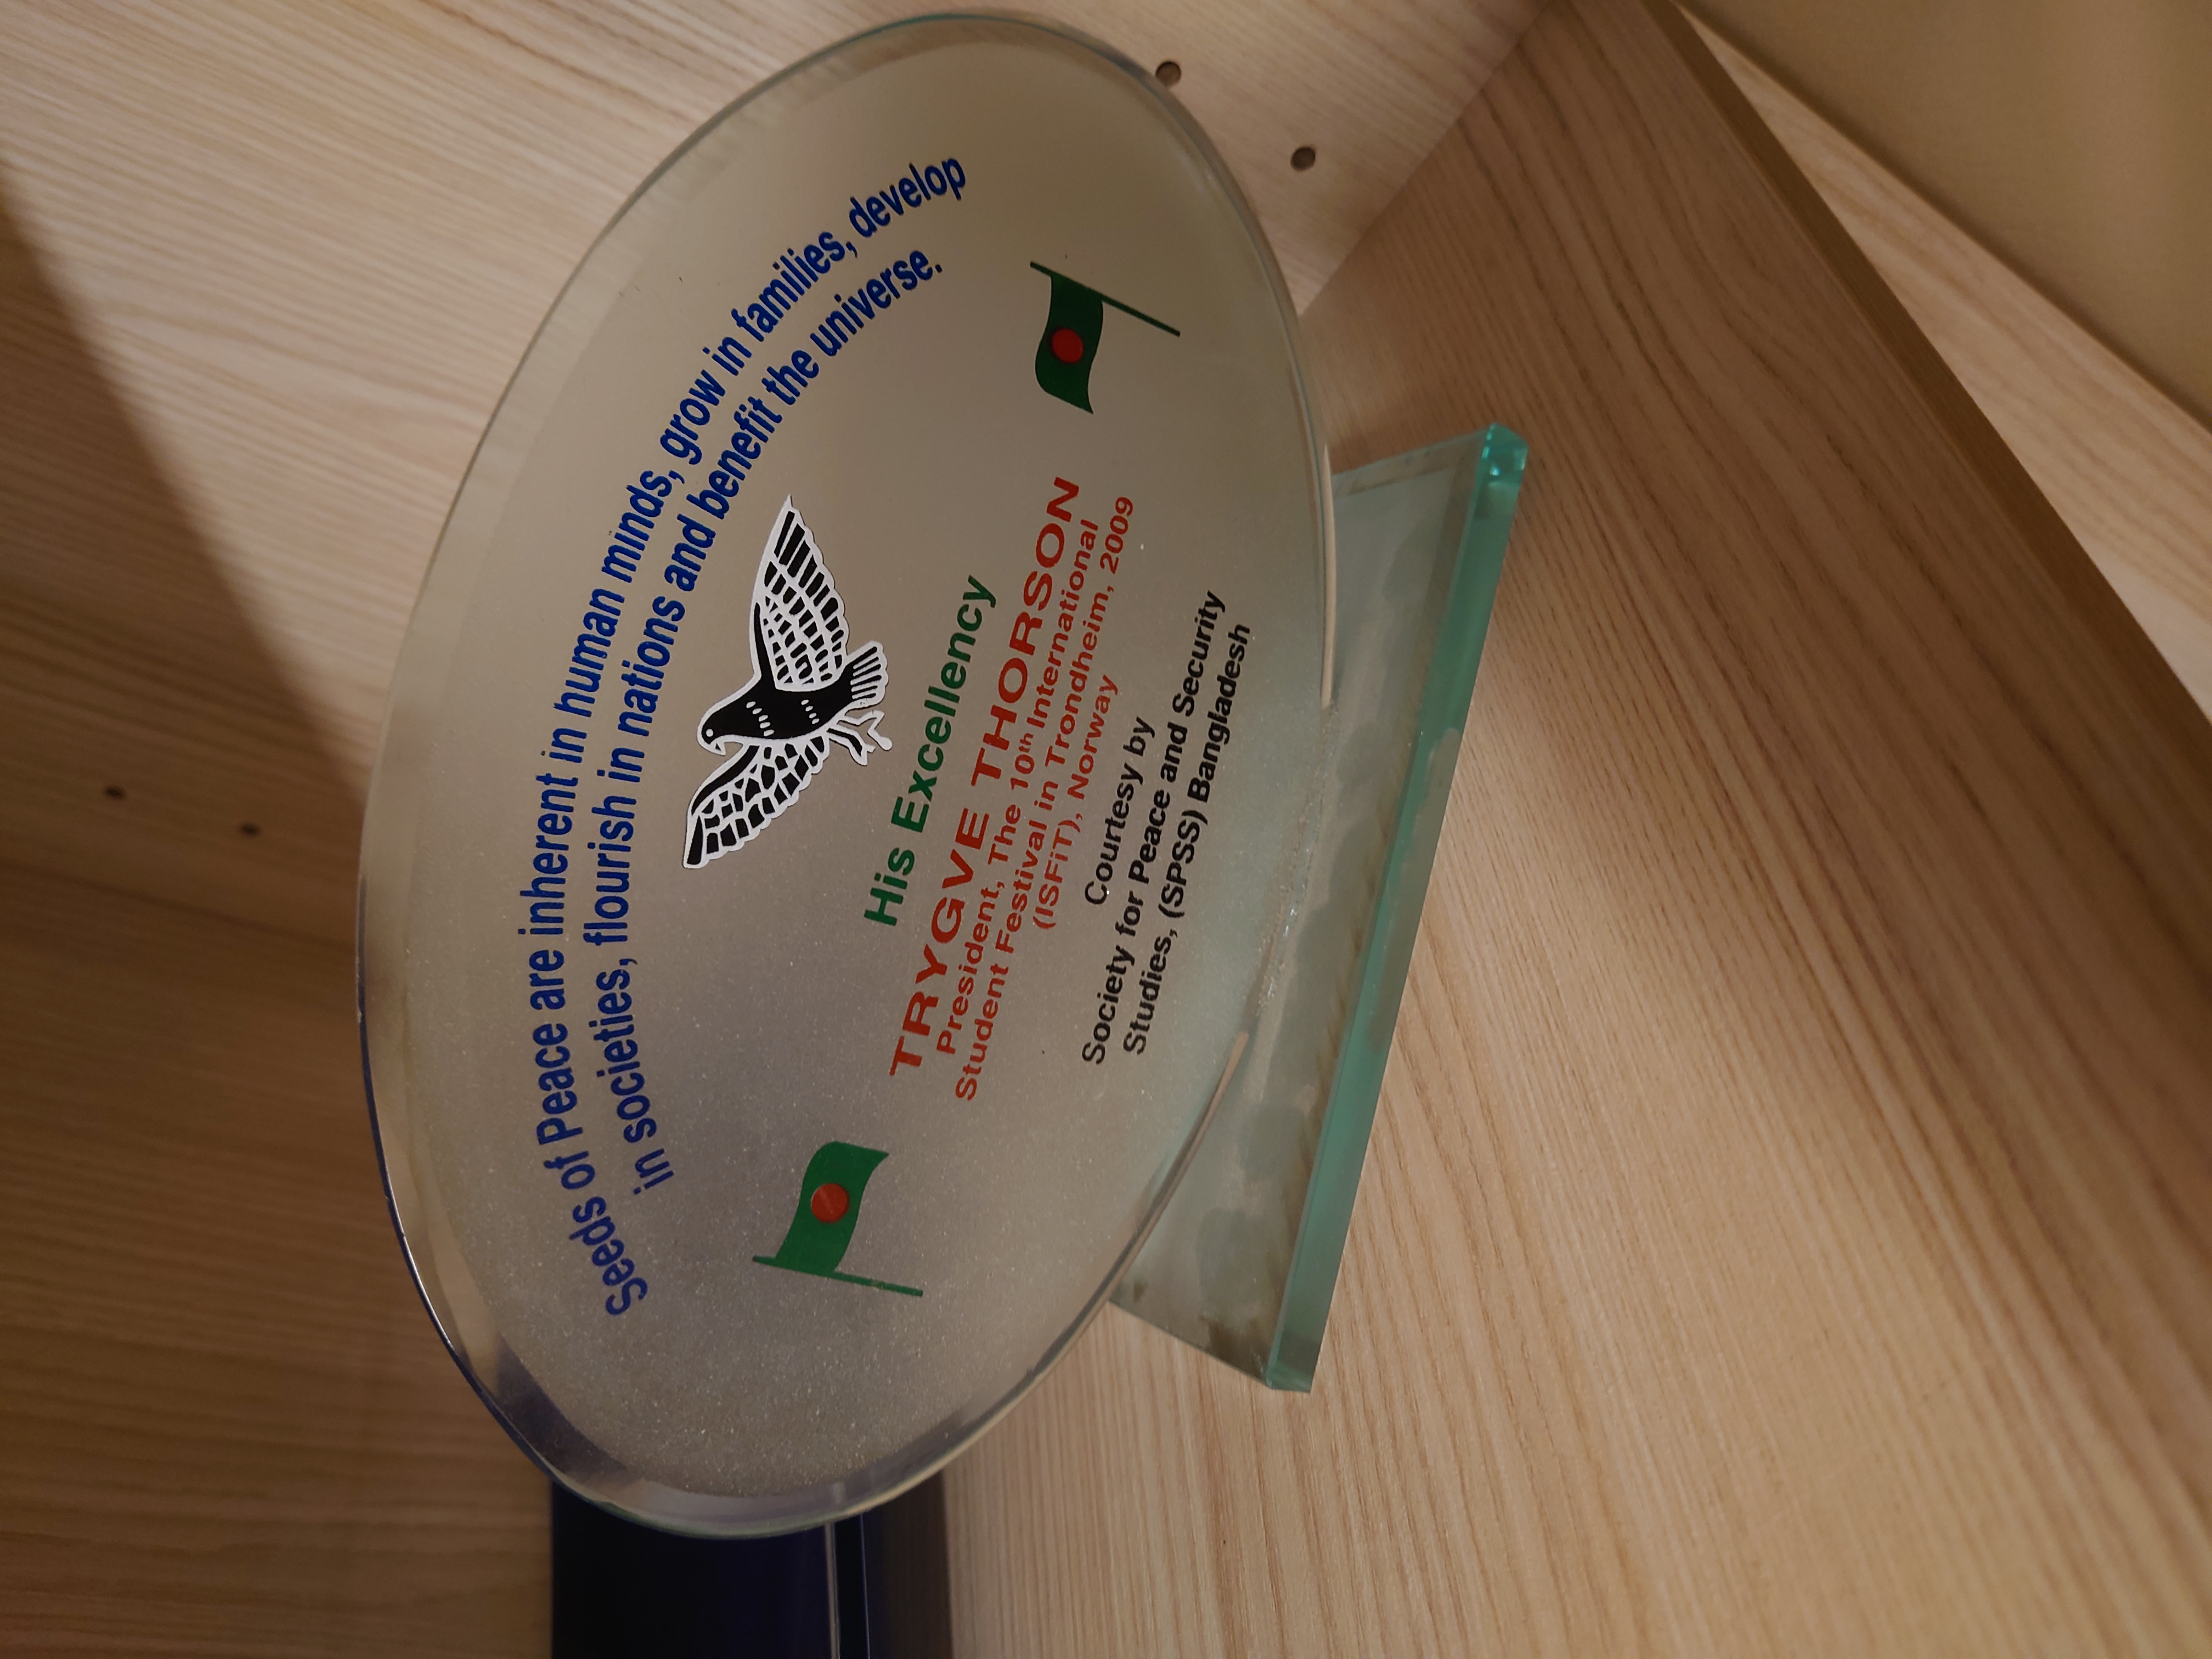 Seeds of Peace are inherent in human minds, grow in families, develop
in societies, flourish in nations and benefit the universe.
His Excellency
TRYGVE THORSON
President, The 10th International
Student Festival in Trondheim, 2009
(ISFiT), Norway
Courtesy by
Society for Peace and Security
Studies, (SPSS) Bangladesh